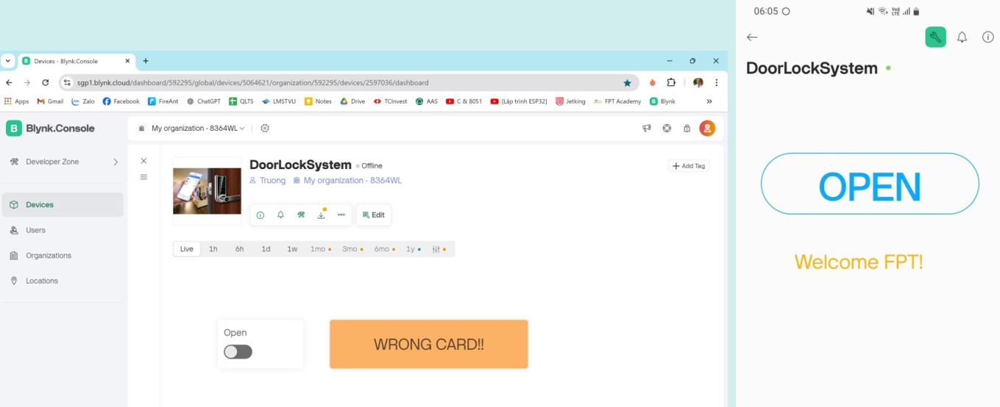 Devices - Blynk.Console
sgp1.blynk.cloud/dashboard/592295/global/devices/5064621/organization/592295/devices/2597036/dashboard
Apps Gmail Zalo Facebook FireAnt ChatGPT QLTS LMSTVU Notes Drive TCInvest AAS C & 8051 [Lập trình ESP32] Jetking FPT Academy Blynk
B Blynk.Console
My organization - 8364WL
Developer Zone
Devices
Users
Organizations
Locations
DoorLockSystem Offline
Truong My organization - 8364WL
Add Tag
Edit
Live 1h 6h 1d 1w 1mo 3mo 6mo 1y
Open
WRONG CARD!!
06:05
DoorLockSystem
OPEN
Welcome FPT!